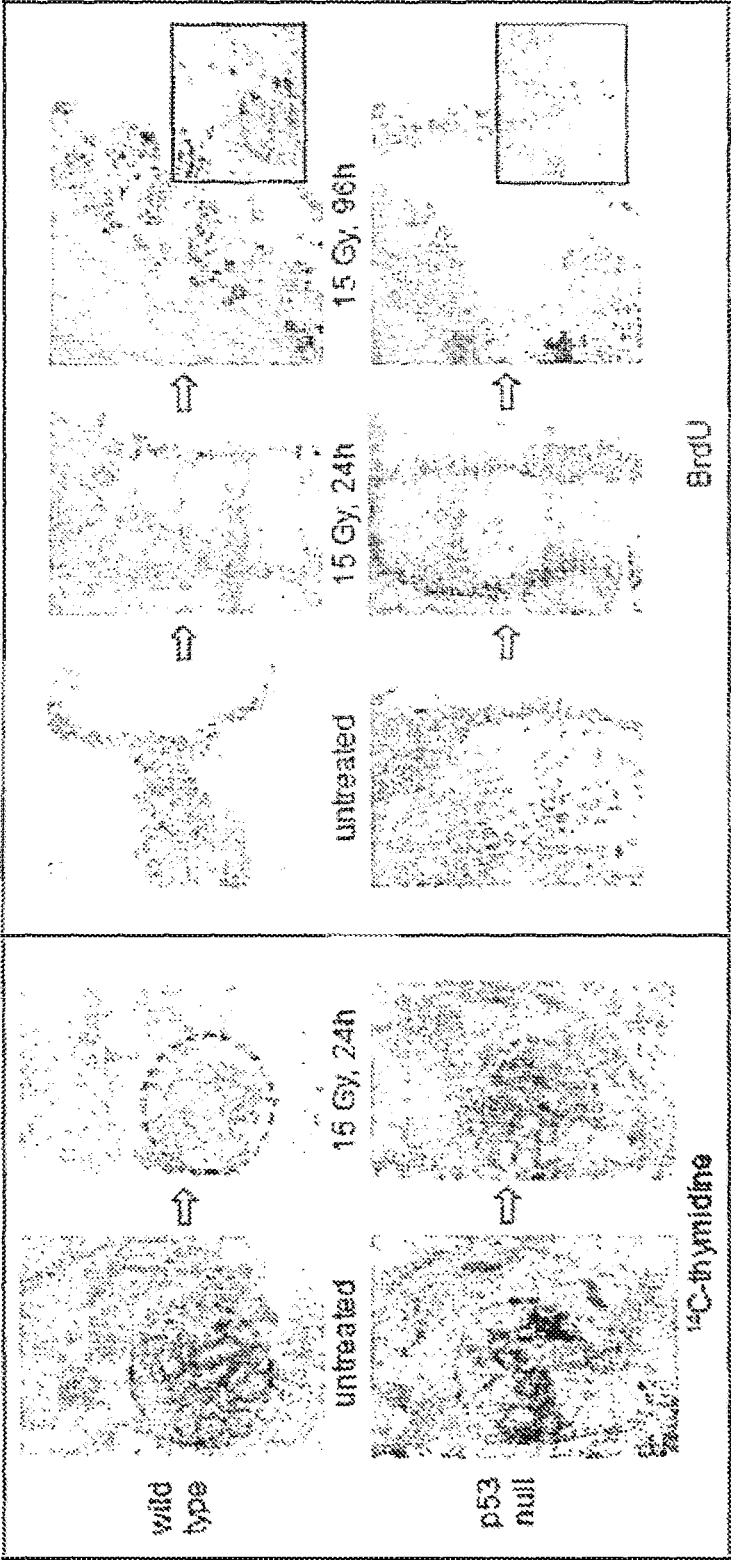 wild
type
untreated
15 Gy, 24h
untreated
15 Gy, 24h
15 Gy, 96h
p53
null
¹⁴C-thymidine
BrdU